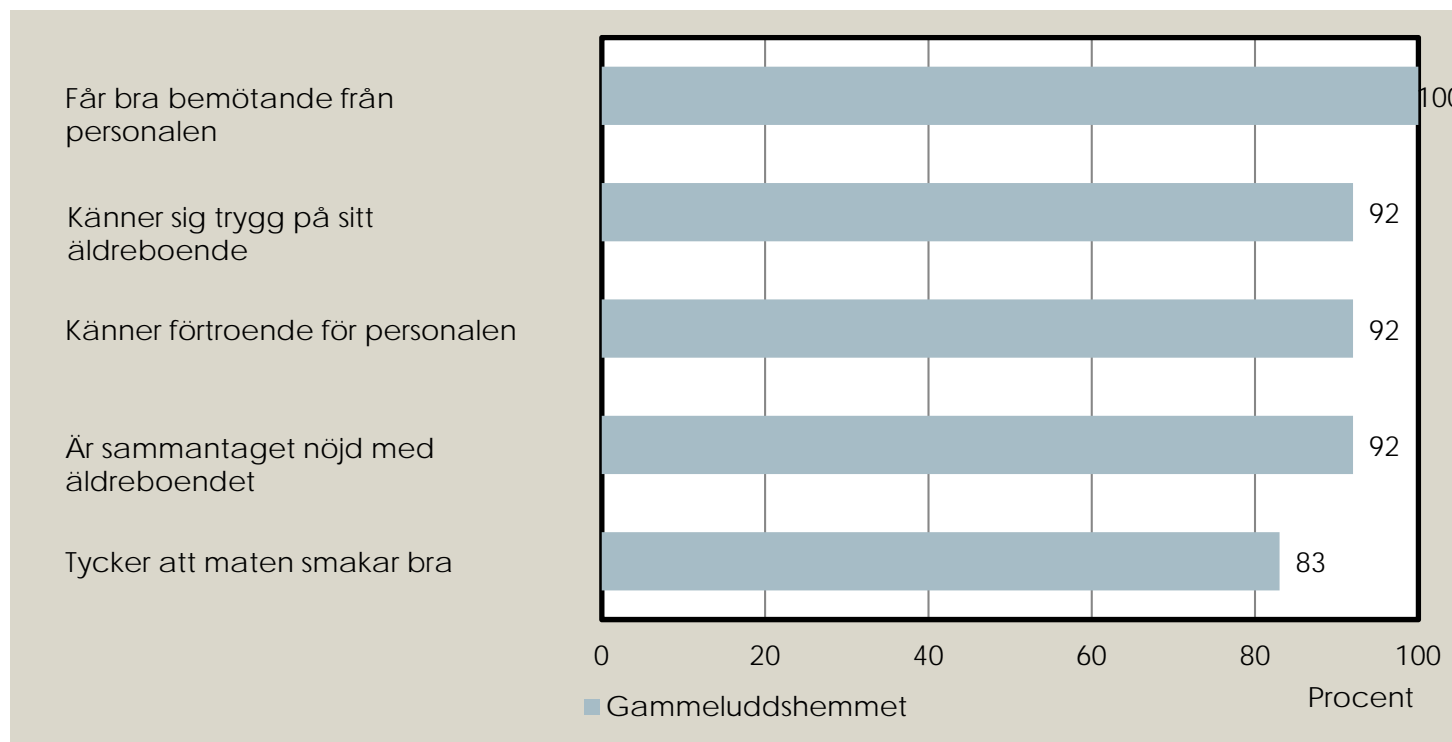 Får bra bemötande från
personalen
100
Känner sig trygg på sitt
äldreboende
92
Känner förtroende för personalen
92
Är sammantaget nöjd med
äldreboendet
92
Tycker att maten smakar bra
83
0 20 40 60 80 100
Procent
Gammeluddshemmet